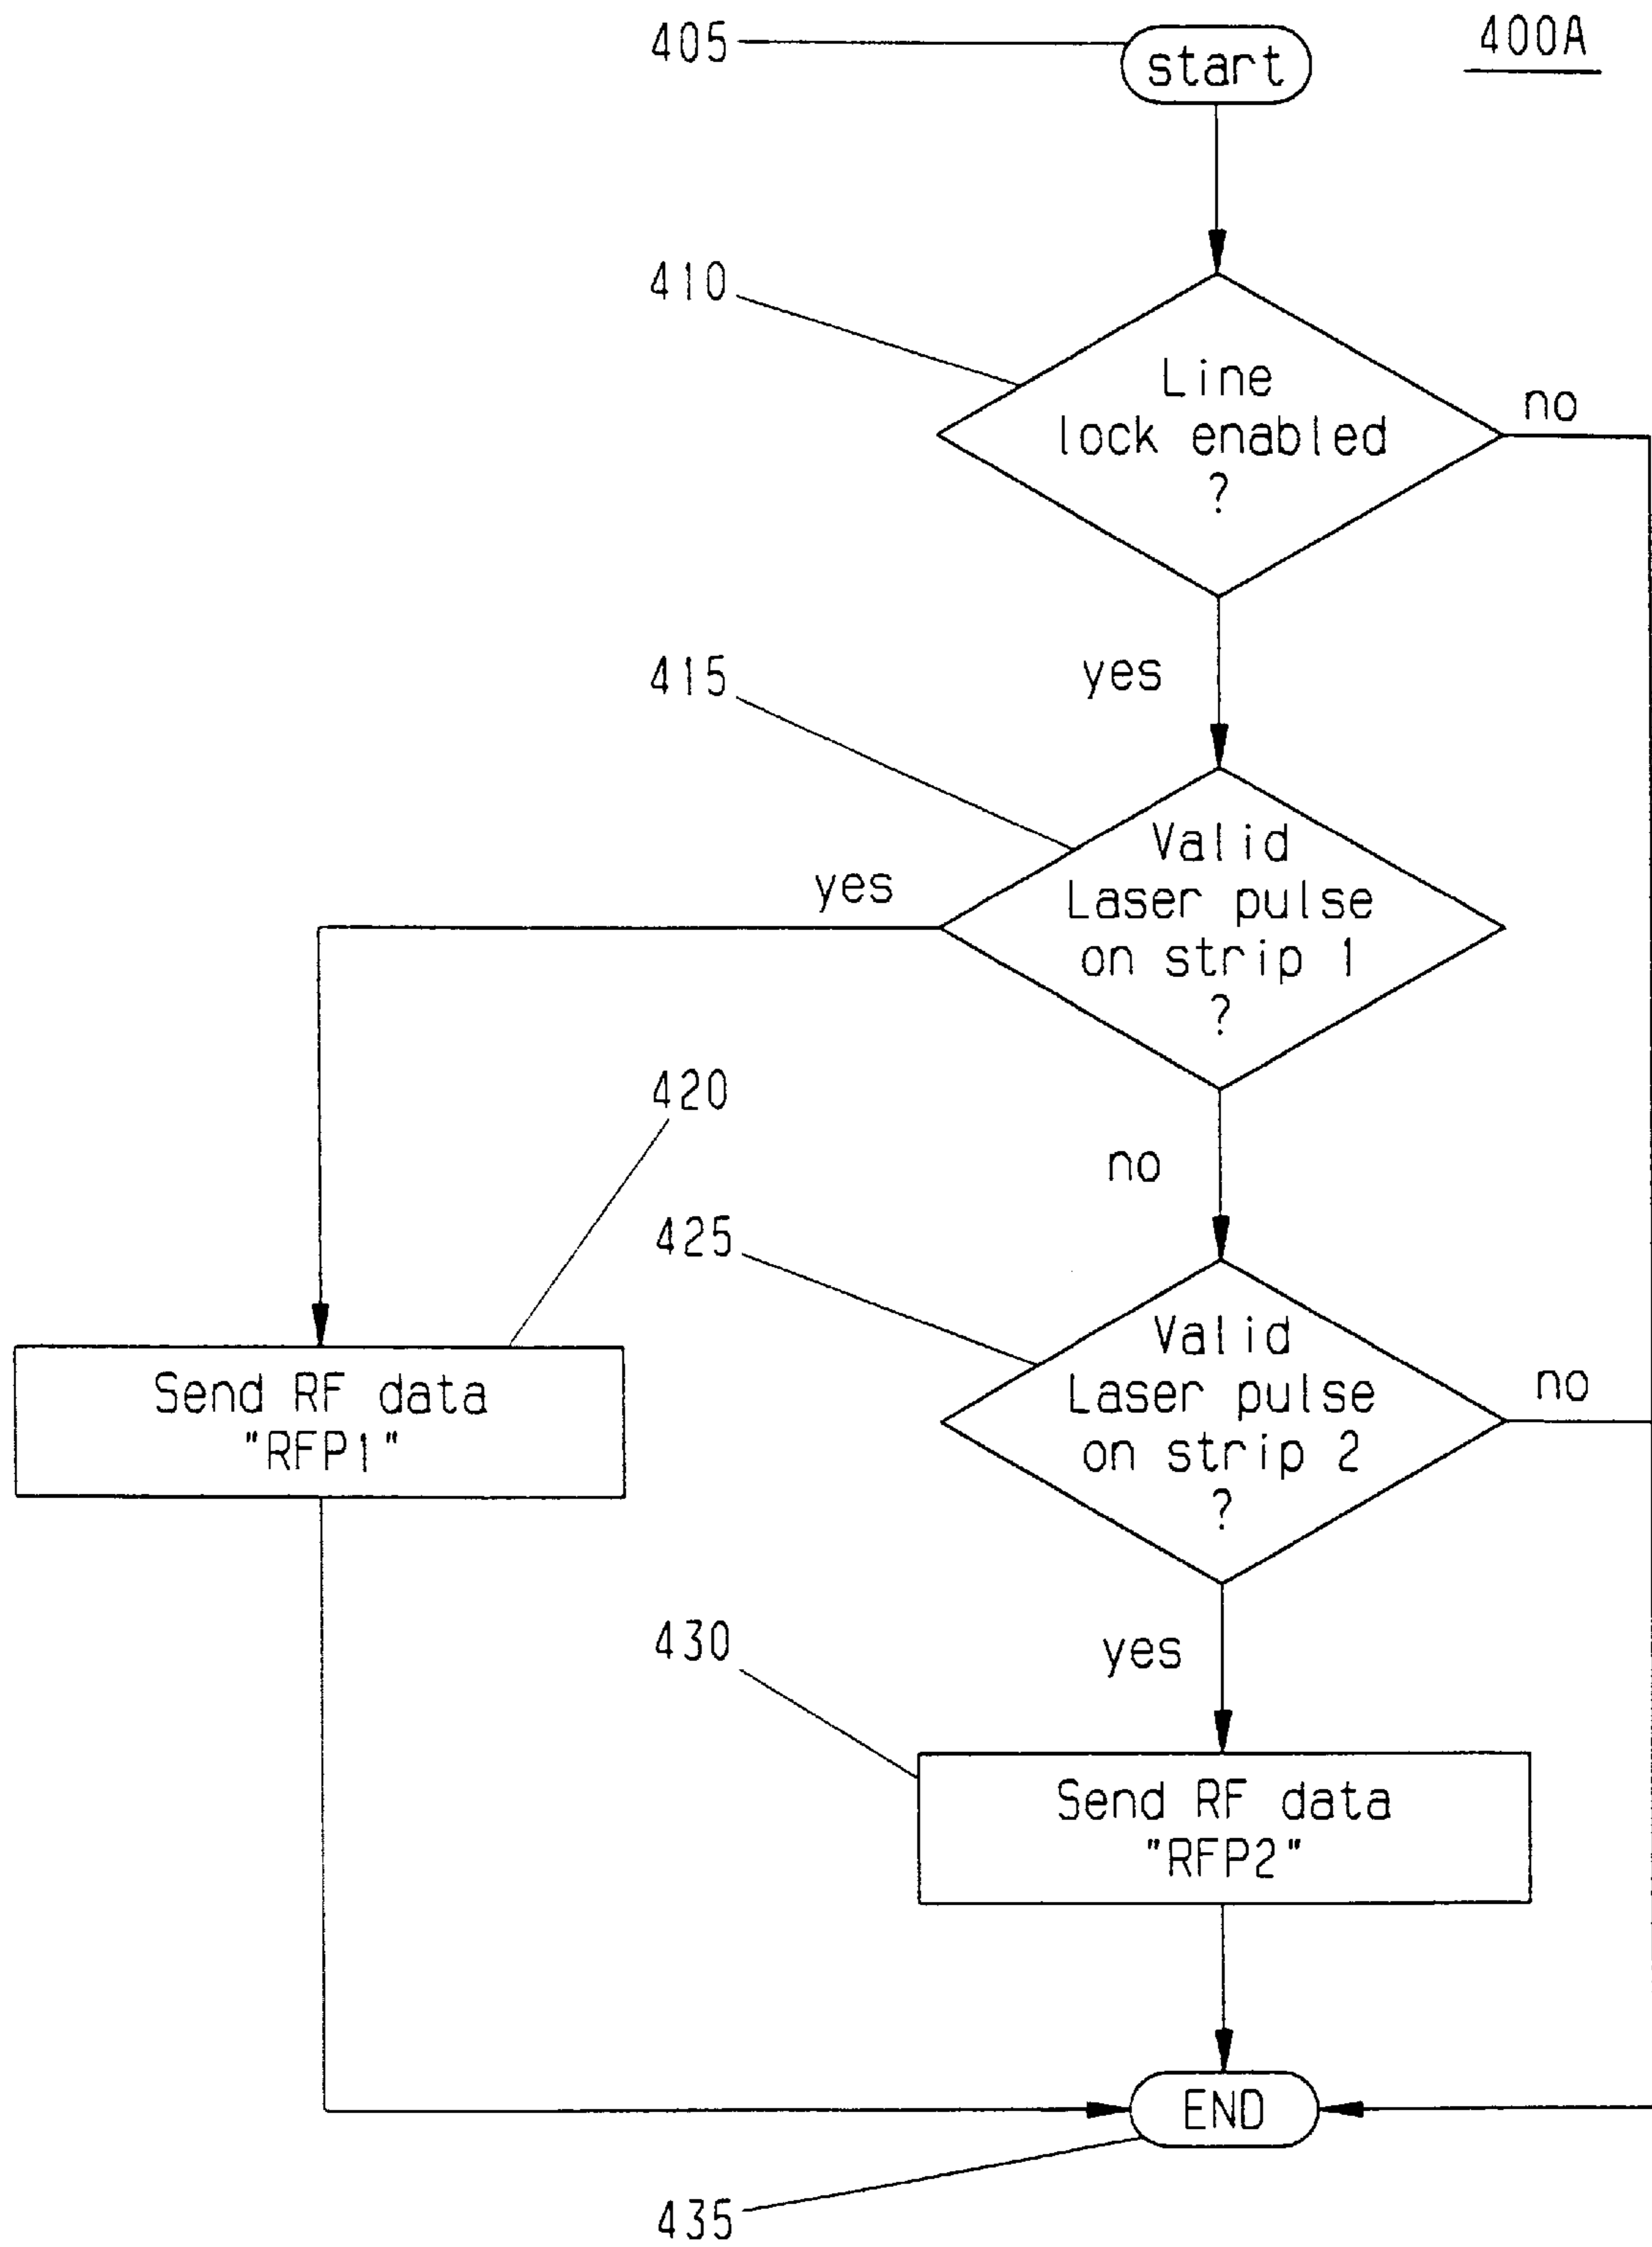 405
start
400A
410
Line
lock enabled
?
no
yes
415
Valid
Laser pulse
on strip 1
?
yes
no
420
425
Send RF data
"RFP1"
Valid
Laser pulse
on strip 2
?
no
yes
430
Send RF data
"RFP2"
END
435